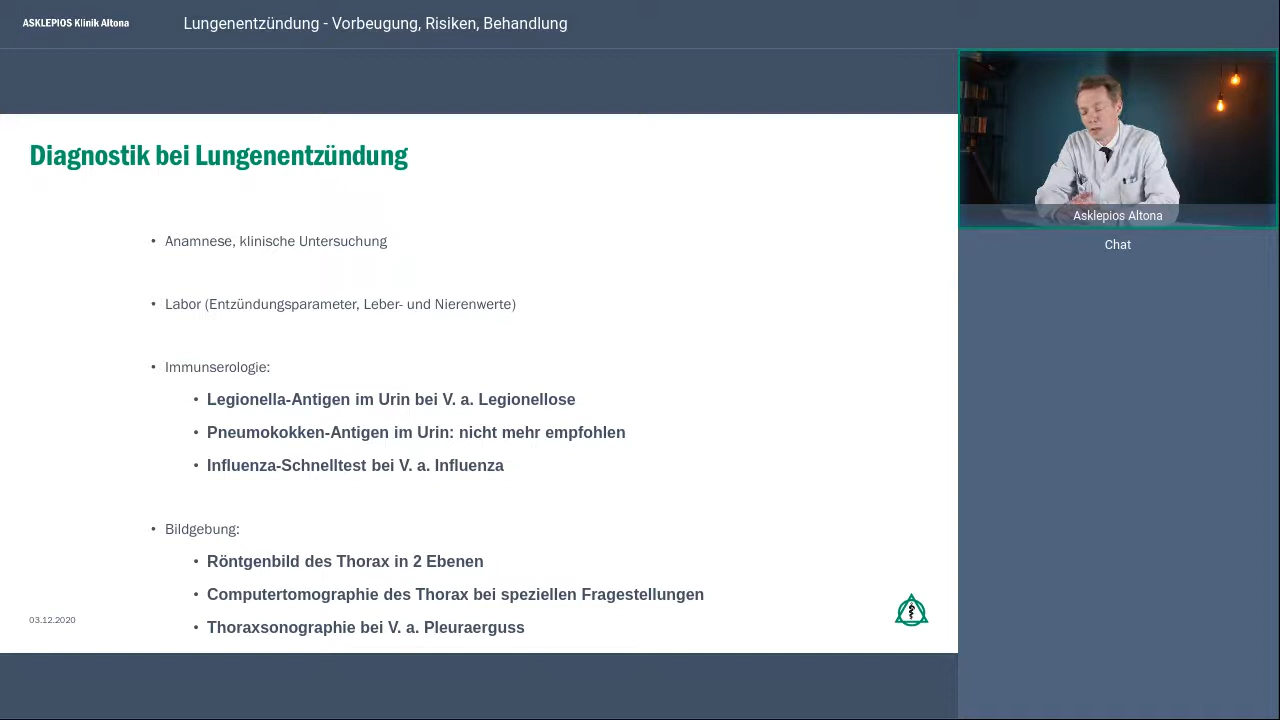 ASKLEPIOS Klinik Altona
Lungenentzündung - Vorbeugung, Risiken, Behandlung
Diagnostik bei Lungenentzündung
• Anamnese, klinische Untersuchung
• Labor (Entzündungsparameter, Leber- und Nierenwerte)
• Immunserologie:
• Legionella-Antigen im Urin bei V. a. Legionellose
• Pneumokokken-Antigen im Urin: nicht mehr empfohlen
• Influenza-Schnelltest bei V. a. Influenza
• Bildgebung:
• Röntgenbild des Thorax in 2 Ebenen
• Computertomographie des Thorax bei speziellen Fragestellungen
• Thoraxsonographie bei V. a. Pleuraerguss
03.12.2020
Asklepios Altona
Chat